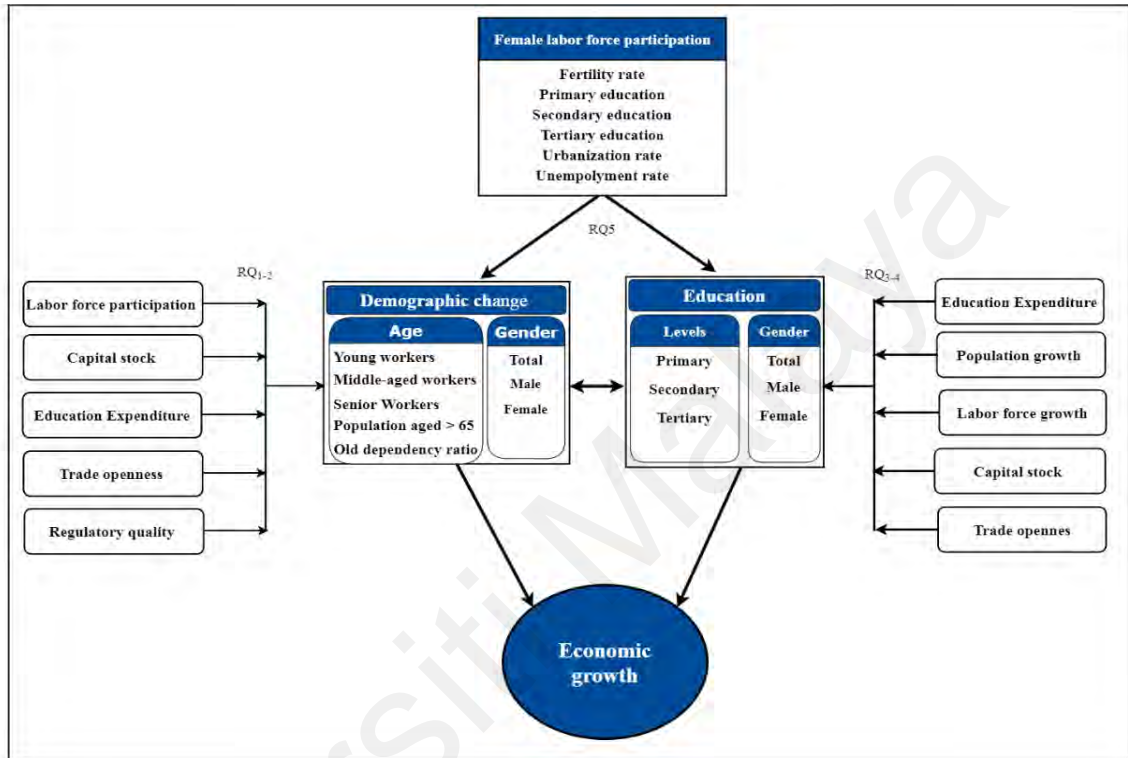 Female labor force participation
Fertility rate
Primary education
Secondary education
Tertiary education
Urbanization rate
Unempolyment rate
RQ5
RQ1-2
Labor force participation
Capital stock
Education Expenditure
Trade openness
Regulatory quality
Demographic change
Age
Young workers
Middle-aged workers
Senior Workers
Population aged > 65
Old dependency ratio
Gender
Total
Male
Female
Education
Levels
Primary
Secondary
Tertiary
Gender
Total
Male
Female
RQ3-4
Education Expenditure
Population growth
Labor force growth
Capital stock
Trade opennes
Economic
growth
rsiti Malaya